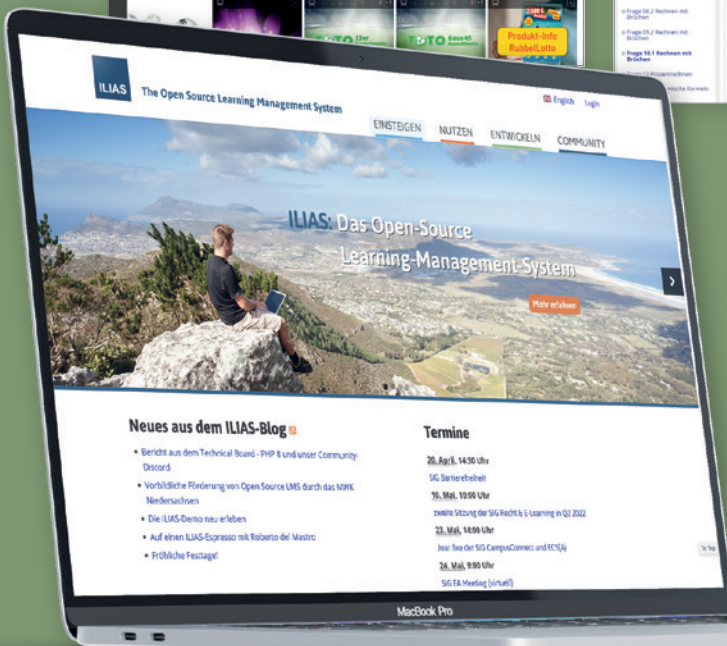 TOTO 13er
TOTO 6aus45
Produkt-Info
RubbelLotto
Frage 08.2 Rechnen mit
Brüchen
Frage 09.2 Rechnen mit
Brüchen
Frage 10.1 Rechnen mit
Brüchen
ILIAS
The Open Source Learning Management System
English Login
EINSTEIGEN NUTZEN ENTWICKELN COMMUNITY
ILIAS: Das Open-Source
Learning-Management-System
Mehr erfahren
Neues aus dem ILIAS-Blog
Bericht aus dem Technical Board - PHP 8 und unser Community-
Discord
Vorbildliche Förderung von Open Source LMS durch das MWK
Niedersachsen
Die ILIAS-Demo neu erleben
Auf einen ILIAS-Espresso mit Roberto del Mastro
Fröhliche Festtage!
Termine
20. April, 14:30 Uhr
SIG Barrierefreiheit
10. Mai, 10:00 Uhr
zweite Sitzung der SIG Recht & E-Learning in Q2 2022
23. Mai, 14:00 Uhr
Jour fixe der SIG CampusConnect und ECS(A)
24. Mai, 9:00 Uhr
SIG EA Meeting (virtuell)
To Top
MacBook Pro